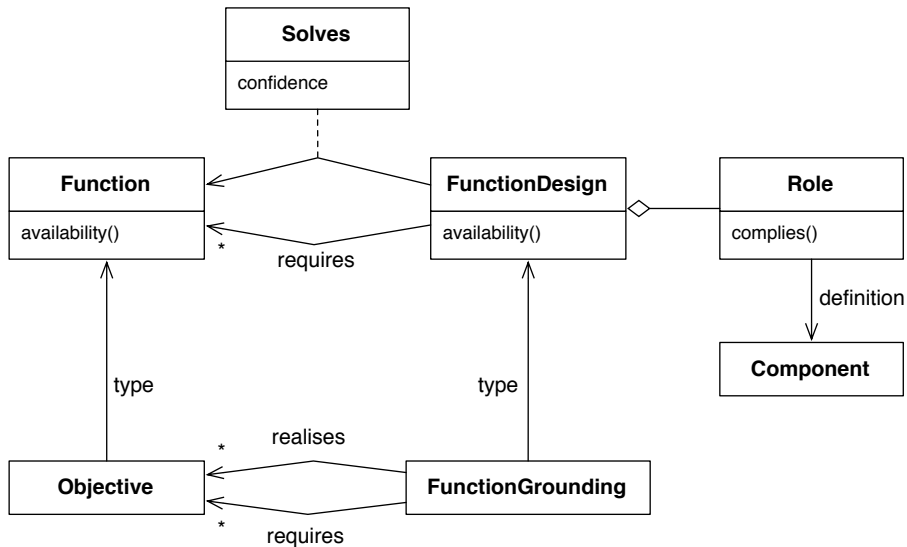 Solves
confidence
Function
availability()
FunctionDesign
availability()
Role
complies()
*
requires
definition
Component
type
type
*
realises
Objective
FunctionGrounding
*
requires